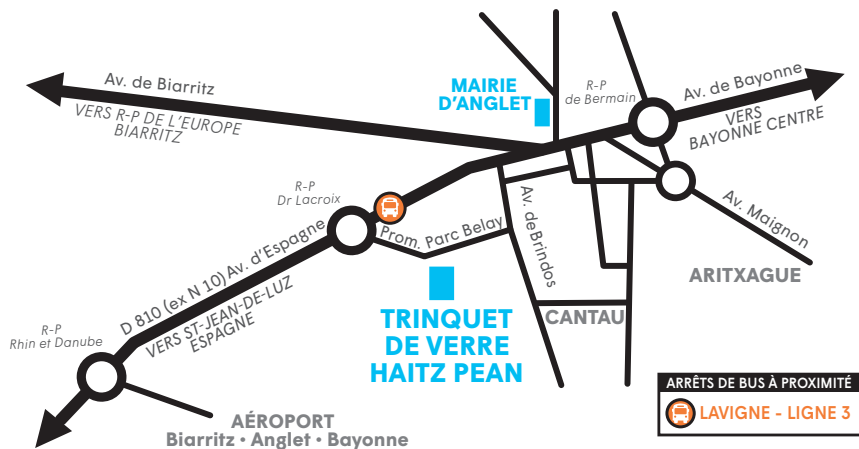 Av. de Biarritz
VERS R-P DE L'EUROPE
BIARRITZ
MAIRIE
D'ANGLET
R-P
de Bermain
Av. de Bayonne
VERS
BAYONNE CENTRE
R-P
Dr Lacroix
Prom. Parc Belay
Av. deBrindos
Av. Maignon
ARITXAGUE
D 810 (ex N 10) Av. d'Espagne
VERS ST-JEAN-DE-LUZ
ESPAGNE
CANTAU
TRINQUET
DE VERRE
HAITZ PEAN
R-P
Rhin et Danube
AÉROPORT
Biarritz • Anglet • Bayonne
ARRÊTS DE BUS À PROXIMITÉ
LAVIGNE - LIGNE 3